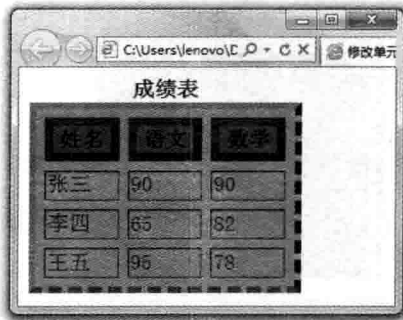 C:\Users\lenovo\D
修改单元
成绩表
姓名 语文 数学
张三 90 90
李四 65 82
王五 95 78